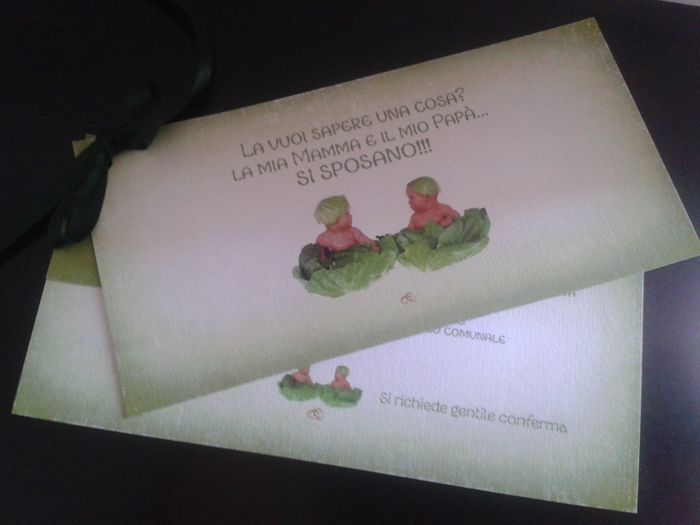 La vuoi sapere una cosa?
la mia Mamma e il mio Papà...
SI SPOSANO!!!
comunale
Si richiede gentile conferma